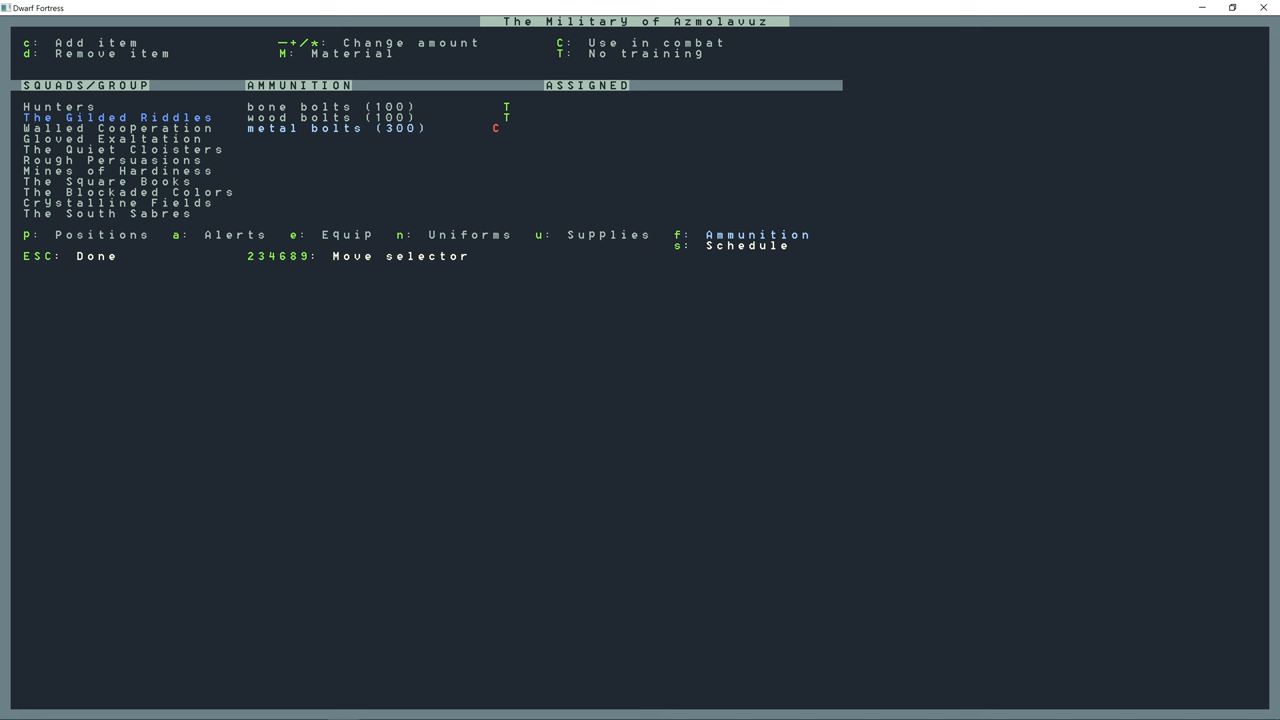 Dwarf Fortress
The Military of Azmolavuz
c: Add item -+/*: Change amount C: Use in combat
d: Remove item M: Material T: No training
SQUADS/GROUP AMMUNITION ASSIGNED
Hunters bone bolts (100) T
The Gilded Riddles wood bolts (100) T
Walled Cooperation metal bolts (300) C
Gloved Exaltation
The Quiet Cloisters
Rough Persuasions
Mines of Hardiness
The Square Books
The Blockaded Colors
Crystalline Fields
The South Sabres
p: Positions a: Alerts e: Equip n: Uniforms u: Supplies f: Ammunition
s: Schedule
ESC: Done 234689: Move selector